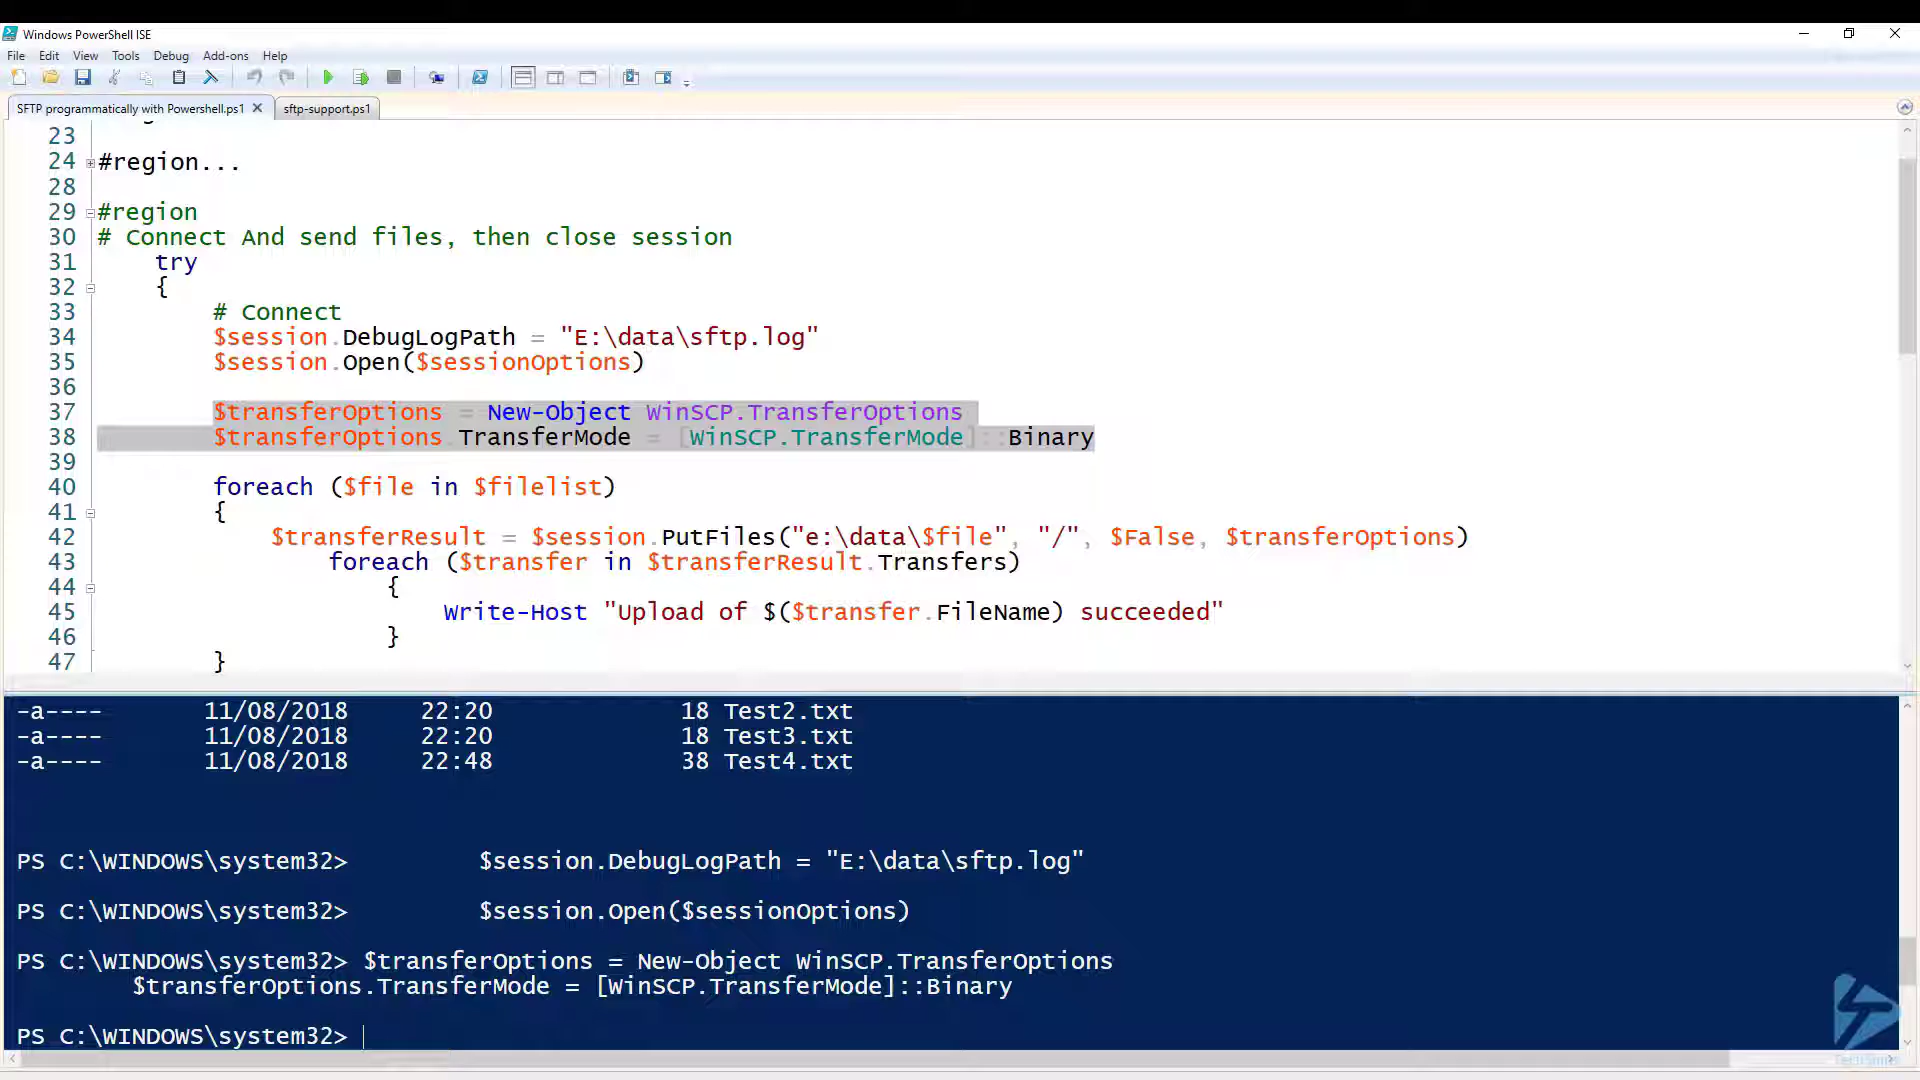 Windows PowerShell ISE
File Edit View Tools Debug Add-ons Help
SFTP programmatically with Powershell.ps1 sftp-support.ps1
23
24 #region...
28
29 #region
30 # Connect And send files, then close session
31 try
32 {
33 # Connect
34 $session.DebugLogPath = "E:\data\sftp.log"
35 $session.Open($sessionOptions)
36
37 $transferOptions = New-Object WinSCP.TransferOptions
38 $transferOptions.TransferMode = [WinSCP.TransferMode]::Binary
39
40 foreach ($file in $filelist)
41 {
42 $transferResult = $session.PutFiles("e:\data\$file", "/", $False, $transferOptions)
43 foreach ($transfer in $transferResult.Transfers)
44 {
45 Write-Host "Upload of $($transfer.FileName) succeeded"
46 }
47 }
-a---- 11/08/2018 22:20 18 Test2.txt
-a---- 11/08/2018 22:20 18 Test3.txt
-a---- 11/08/2018 22:48 38 Test4.txt
PS C:\WINDOWS\system32> $session.DebugLogPath = "E:\data\sftp.log"
PS C:\WINDOWS\system32> $session.Open($sessionOptions)
PS C:\WINDOWS\system32> $transferOptions = New-Object WinSCP.TransferOptions
$transferOptions.TransferMode = [WinSCP.TransferMode]::Binary
PS C:\WINDOWS\system32>